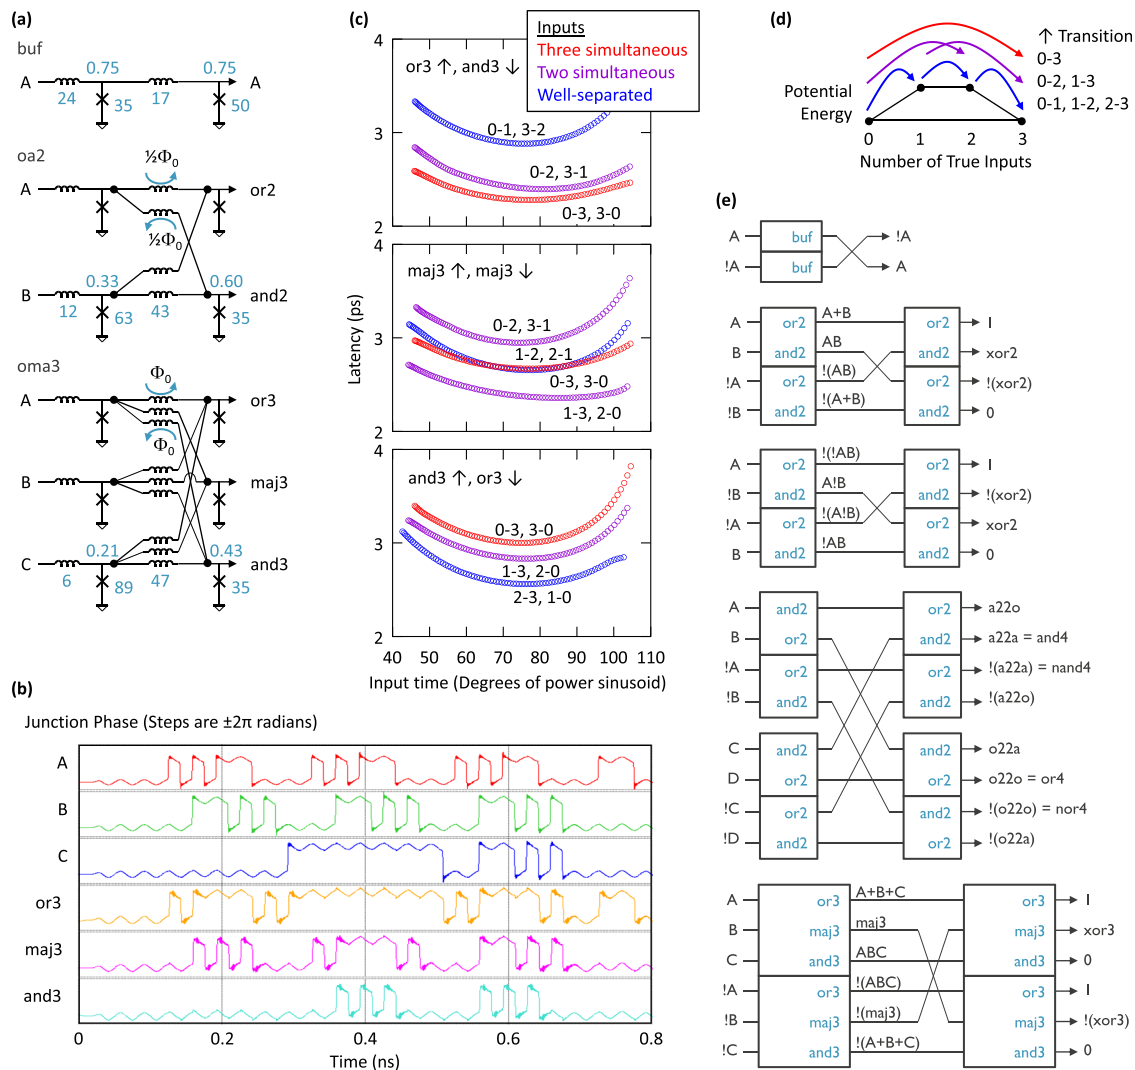 (a)
buf
A
0.75
0.75
A
24
35
17
50
oa2
½Φ0
A
or2
½Φ0
0.33
0.60
B
and2
12
63
43
35
oma3
Φ0
A
or3
Φ0
B
maj3
0.21
0.43
C
and3
6
89
47
35
(b)
Junction Phase (Steps are ±2π radians)
A
B
C
or3
maj3
and3
0
0.2
0.4
0.6
0.8
Time (ns)
(c)
Inputs
Three simultaneous
Two simultaneous
Well-separated
4
or3 ↑, and3 ↓
0-1, 3-2
3
0-2, 3-1
0-3, 3-0
2
4
maj3 ↑, maj3 ↓
0-2, 3-1
3
1-2, 2-1
0-3, 3-0
1-3, 2-0
2
Latency (ps)
4
and3 ↑, or3 ↓
0-3, 3-0
3
1-3, 2-0
2-3, 1-0
2
40 50 60 70 80 90 100 110
Input time (Degrees of power sinusoid)
(d)
↑ Transition
0-3
0-2, 1-3
0-1, 1-2, 2-3
Potential
Energy
0 1 2 3
Number of True Inputs
(e)
A buf !A
!A buf A
A or2 A+B or2 I
B and2 AB and2 xor2
!A or2 !(AB) or2 !(xor2)
!B and2 !(A+B) and2 0
A or2 !(!AB) or2 I
!B and2 A!B and2 !(xor2)
!A or2 !(A!B) or2 xor2
B and2 !AB and2 0
A and2 or2 a22o
B or2 and2 a22a = and4
!A or2 or2 !(a22a) = nand4
!B and2 and2 !(a22o)
C and2 and2 o22a
D or2 or2 o22o = or4
!C or2 and2 !(o22o) = nor4
!D and2 or2 !(o22a)
A or3 A+B+C or3 I
B maj3 maj3 maj3 xor3
C and3 ABC and3 0
!A or3 !(ABC) or3 I
!B maj3 !(maj3) maj3 !(xor3)
!C and3 !(A+B+C) and3 0